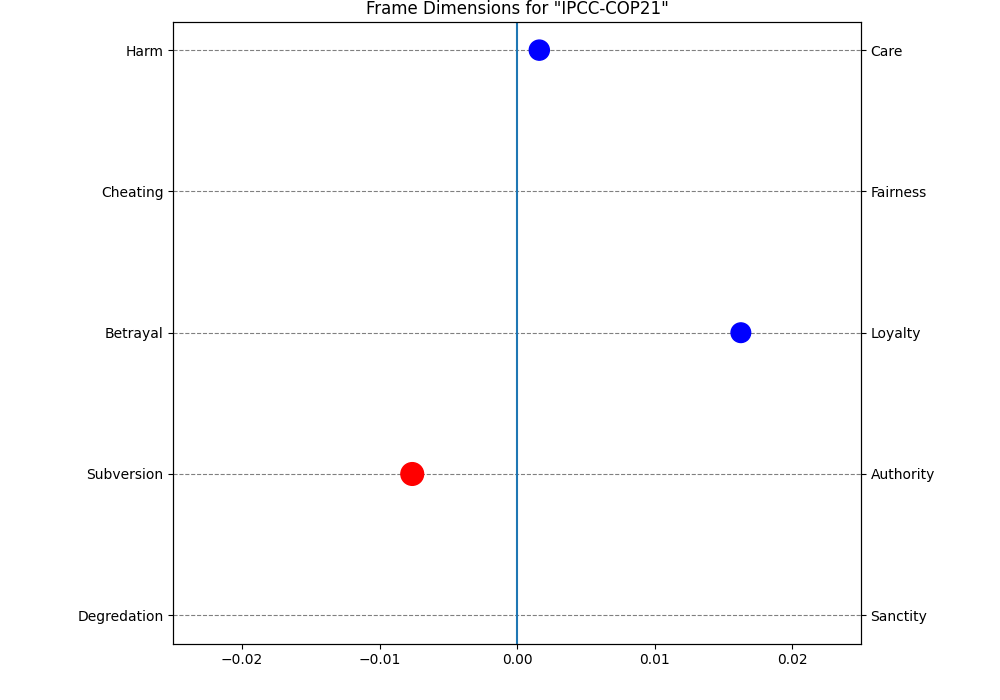 Frame Dimensions for "IPCC-COP21"
Harm Care
Cheating Fairness
Betrayal Loyalty
Subversion Authority
Degredation Sanctity
−0.02 −0.01 0.00 0.01 0.02